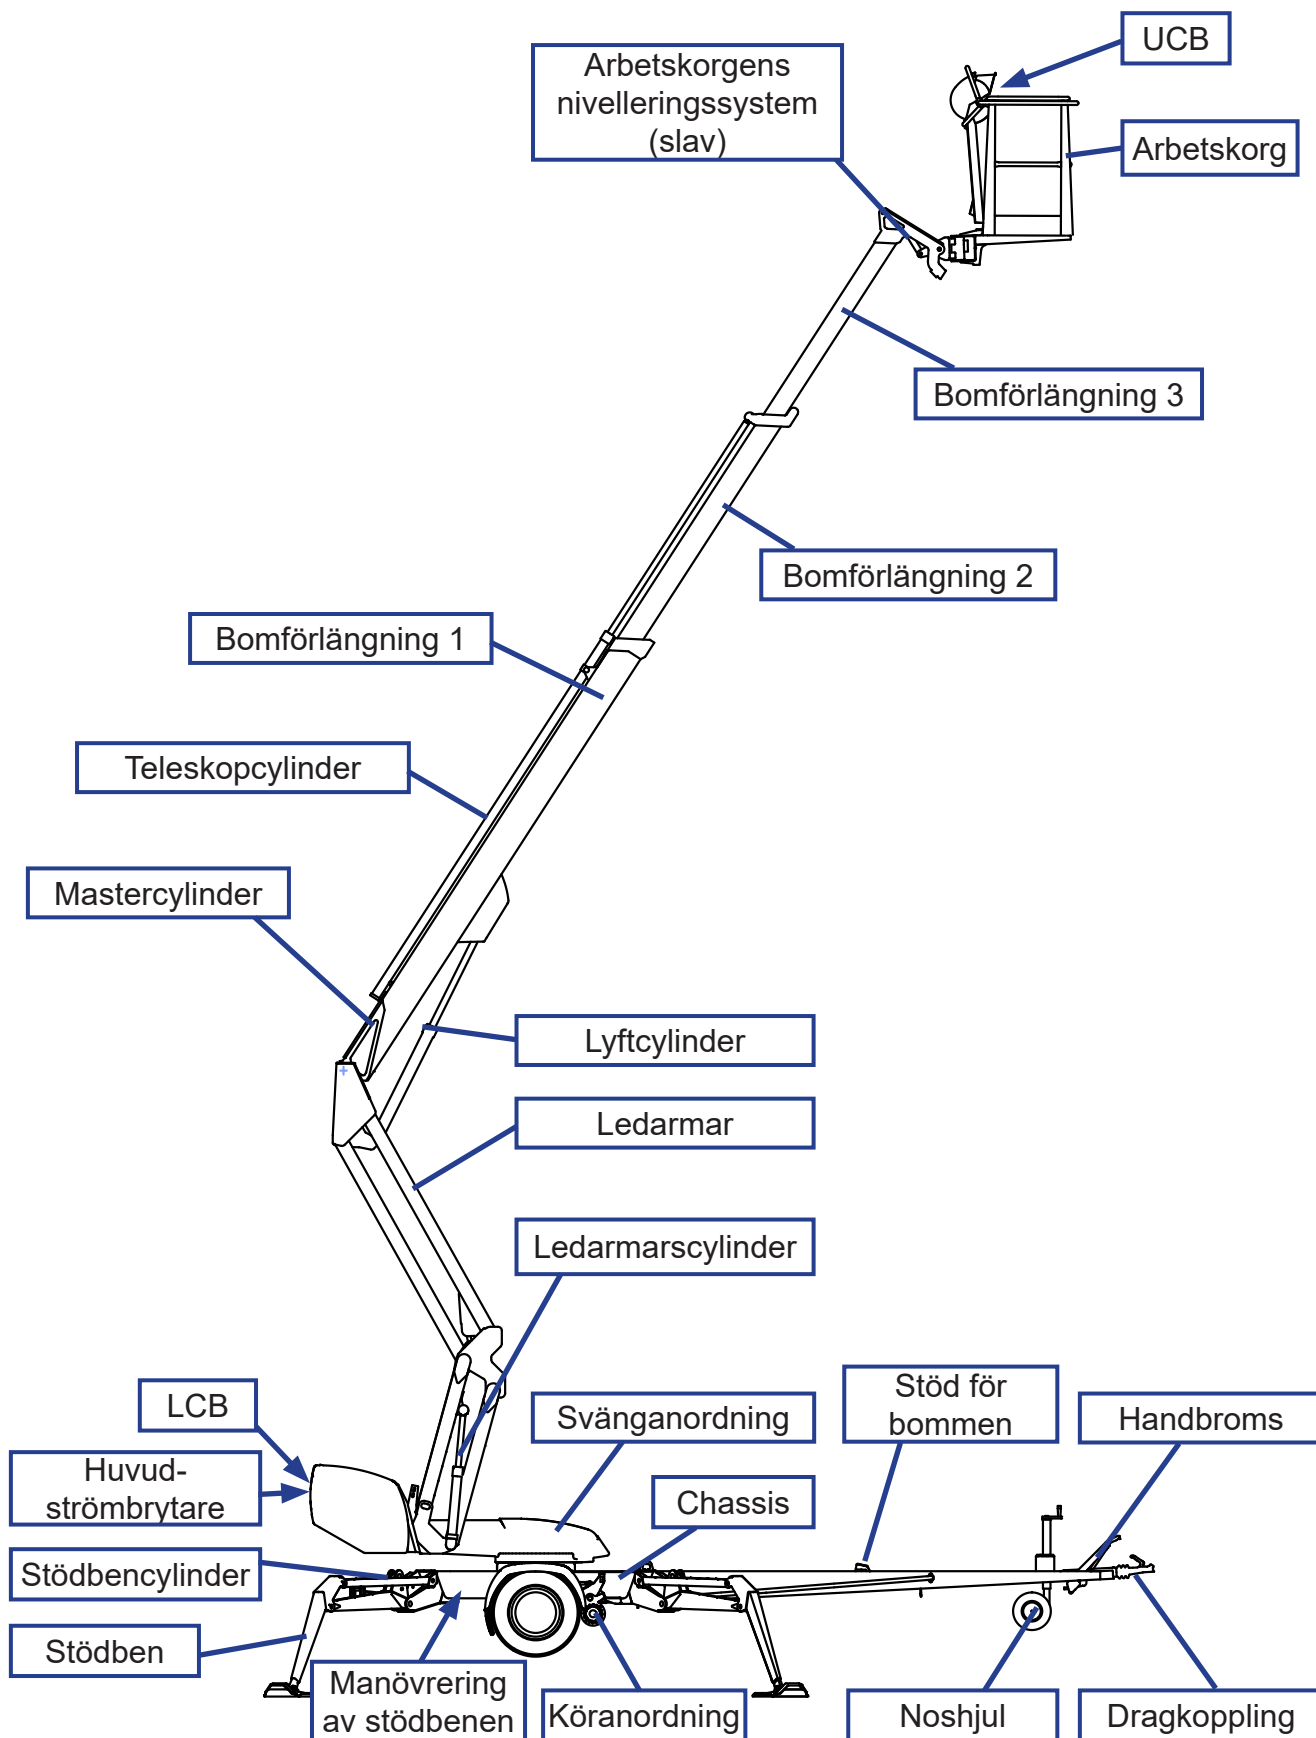 UCB
Arbetskorgens
nivelleringssystem
(slav)
Arbetskorg
Bomförlängning 3
Bomförlängning 2
Bomförlängning 1
Teleskopcylinder
Mastercylinder
Lyftcylinder
Ledarmar
Ledarmarscylinder
LCB
Svänganordning
Stöd för
bommen
Handbroms
Huvud-
strömbrytare
Chassis
Stödbencylinder
Stödben
Manövrering
av stödbenen
Köranordning
Noshjul
Dragkoppling